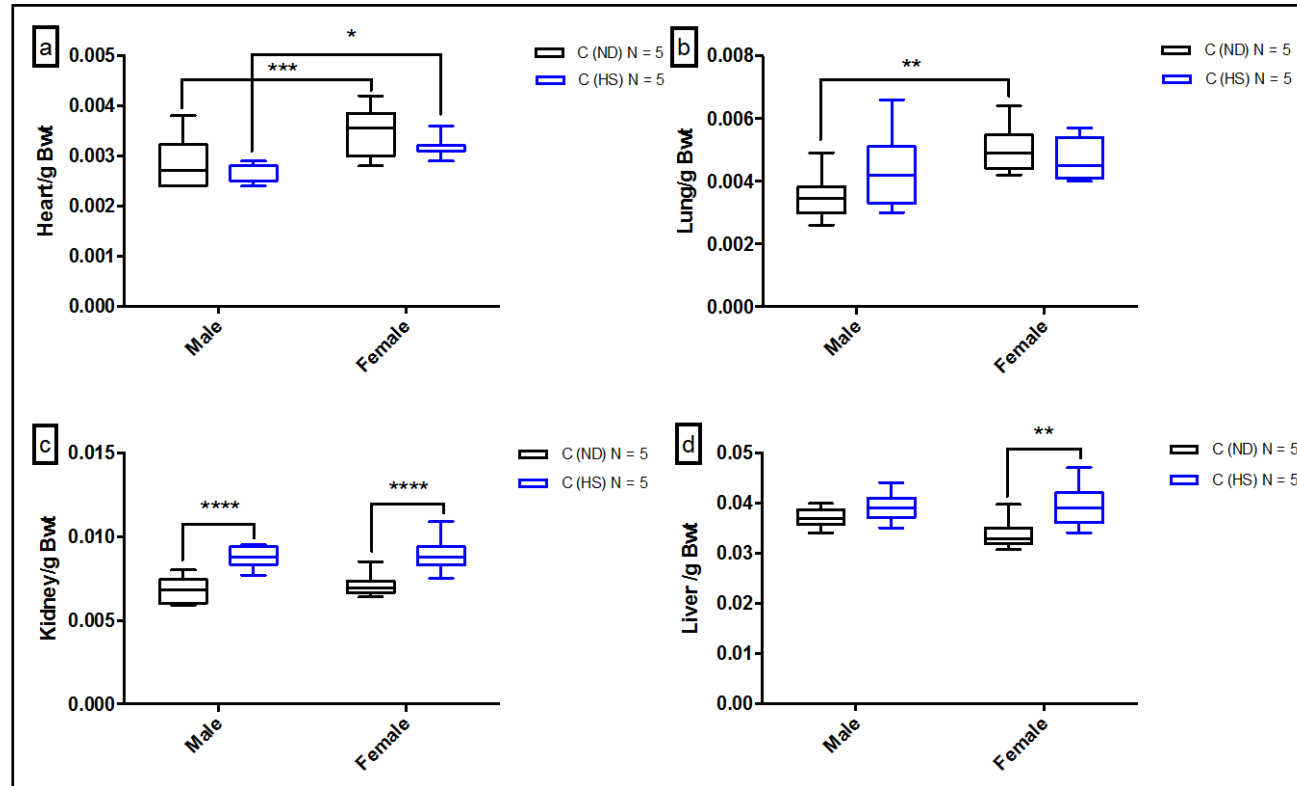 a
0.005
0.004
0.003
0.002
0.001
0.000
Heart/g Bwt
*
***
Male
Female
C (ND) N = 5
C (HS) N = 5
b
0.008
0.006
0.004
0.002
0.000
Lung/g Bwt
**
Male
Female
C (ND) N = 5
C (HS) N = 5
c
0.015
0.010
0.005
0.000
Kidney/g Bwt
****
****
Male
Female
C (ND) N = 5
C (HS) N = 5
d
0.05
0.04
0.03
0.02
0.01
0.00
Liver /g Bwt
**
Male
Female
C (ND) N = 5
C (HS) N = 5